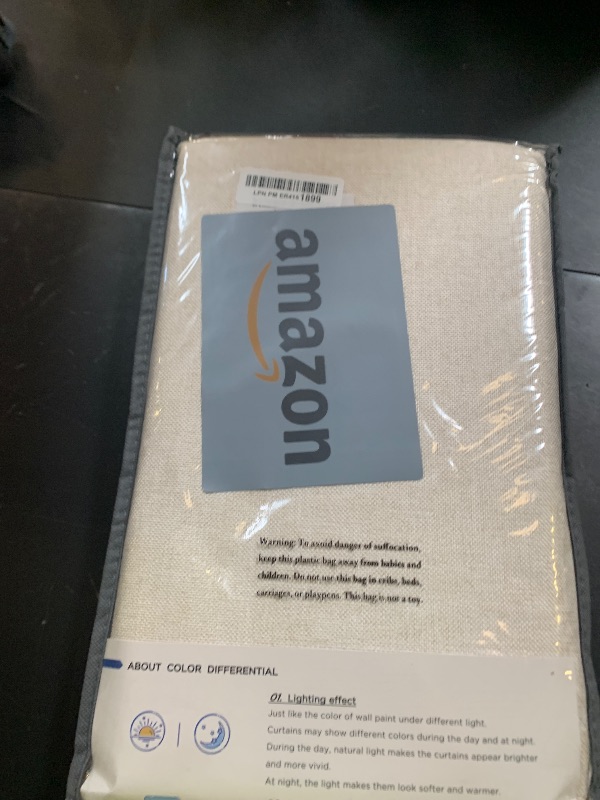 LPN PM ER414 1899
amazon
Warning: To avoid danger of suffocation,
keep this plastic bag away from babies and
children. Do not use this bag in cribs, beds,
carriages, or playpens. This bag is not a toy.
ABOUT COLOR DIFFERENTIAL
01. Lighting effect
Just like the color of wall paint under different light.
Curtains may show different colors during the day and at night.
During the day, natural light makes the curtains appear brighter
and more vivid.
At night, the light makes them look softer and warmer.